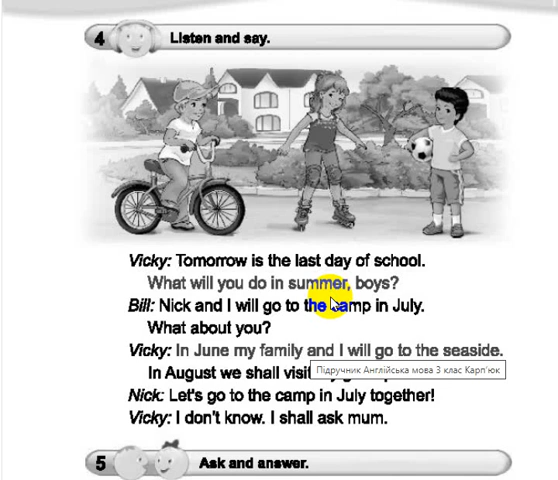 4 Listen and say.
Vicky: Tomorrow is the last day of school.
What will you do in summer, boys?
Bill: Nick and I will go to the camp in July.
What about you?
Vicky: In June my family and I will go to the seaside.
In August we shall visit
Підручник Англійська мова 3 клас Карп'юк
Nick: Let's go to the camp in July together!
Vicky: I don't know. I shall ask mum.
5 Ask and answer.